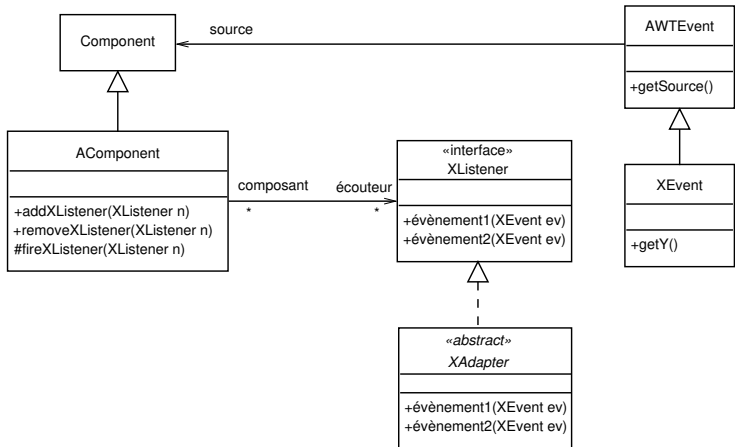 Component
source
AWTEvent
+getSource()
AComponent
+addXListener(XListener n)
+removeXListener(XListener n)
#fireXListener(XListener n)
composant
écouteur
*
*
«interface»
XListener
+évènement1(XEvent ev)
+évènement2(XEvent ev)
XEvent
+getY()
«abstract»
XAdapter
+évènement1(XEvent ev)
+évènement2(XEvent ev)